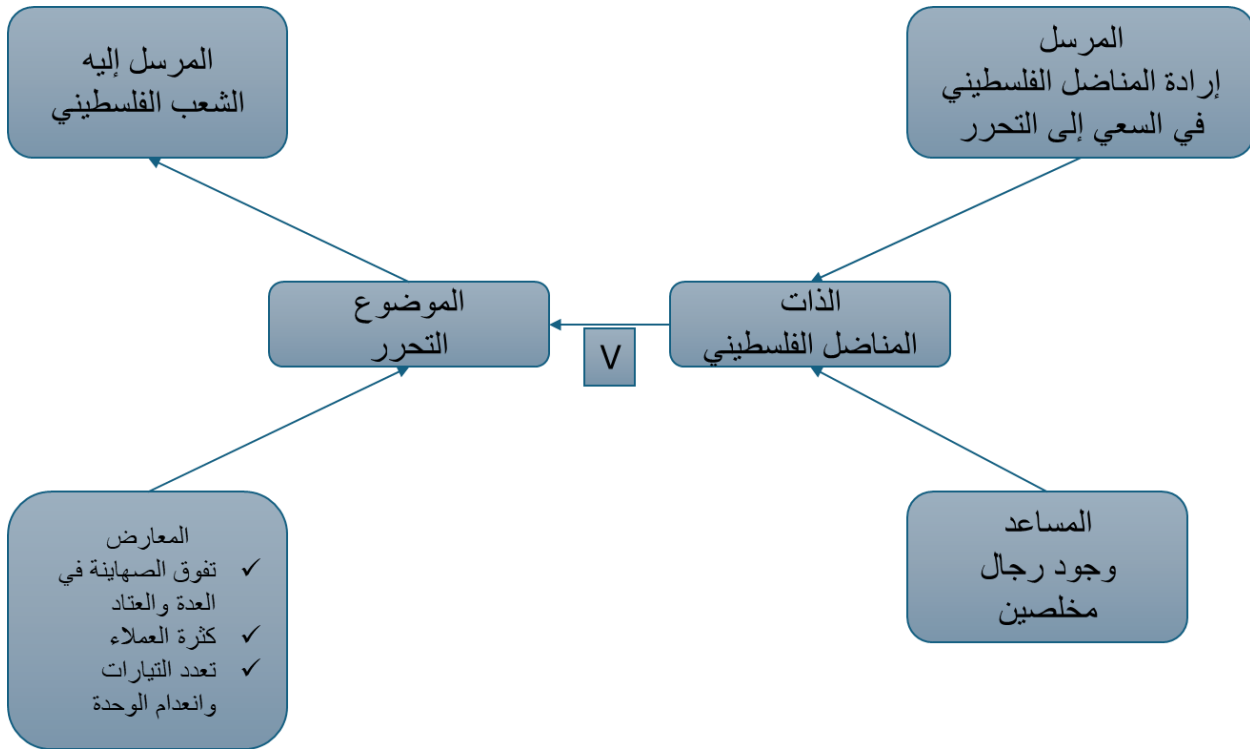 المرسل
إرادة المناضل الفلسطيني
في السعي إلى التحرر
المرسل إليه
الشعب الفلسطيني
الذات
المناضل الفلسطيني
V
الموضوع
التحرر
المساعد
وجود رجال
مخلصين
المعارض
✓ تفوق الصهاينة في
العدة والعتاد
✓ كثرة العملاء
✓ تعدد التيارات
وانعدام الوحدة